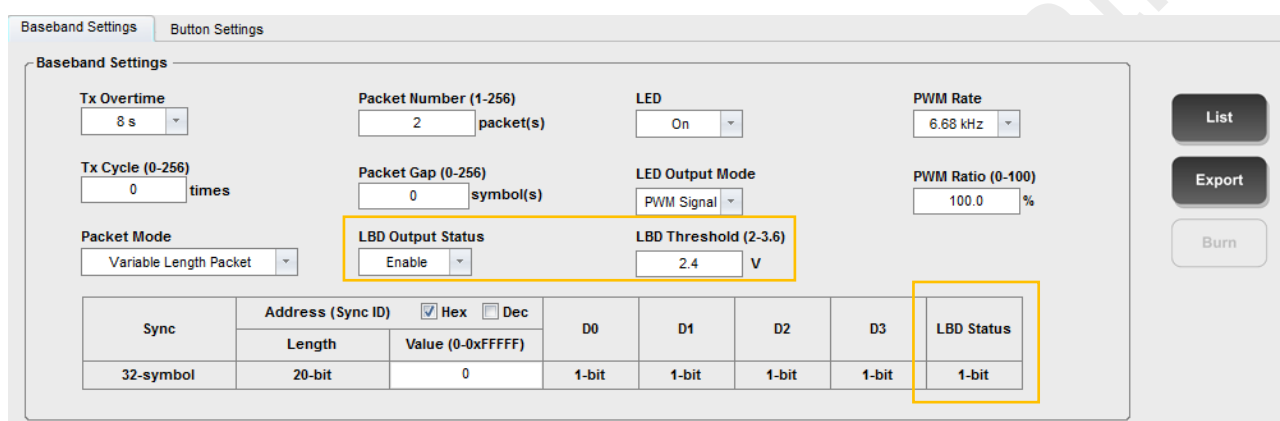 Baseband Settings Button Settings
Baseband Settings
Tx Overtime Packet Number (1-256) LED PWM Rate
8 s 2 packet(s) On 6.68 kHz
List
Tx Cycle (0-256) Packet Gap (0-256) LED Output Mode PWM Ratio (0-100)
0 times 0 symbol(s) PWM Signal 100.0 %
Export
Packet Mode LBD Output Status LBD Threshold (2-3.6)
Variable Length Packet Enable 2.4 V
Burn
Sync Address (Sync ID) Hex Dec D0 D1 D2 D3 LBD Status
Length Value (0-0xFFFFF)
32-symbol 20-bit 0 1-bit 1-bit 1-bit 1-bit 1-bit